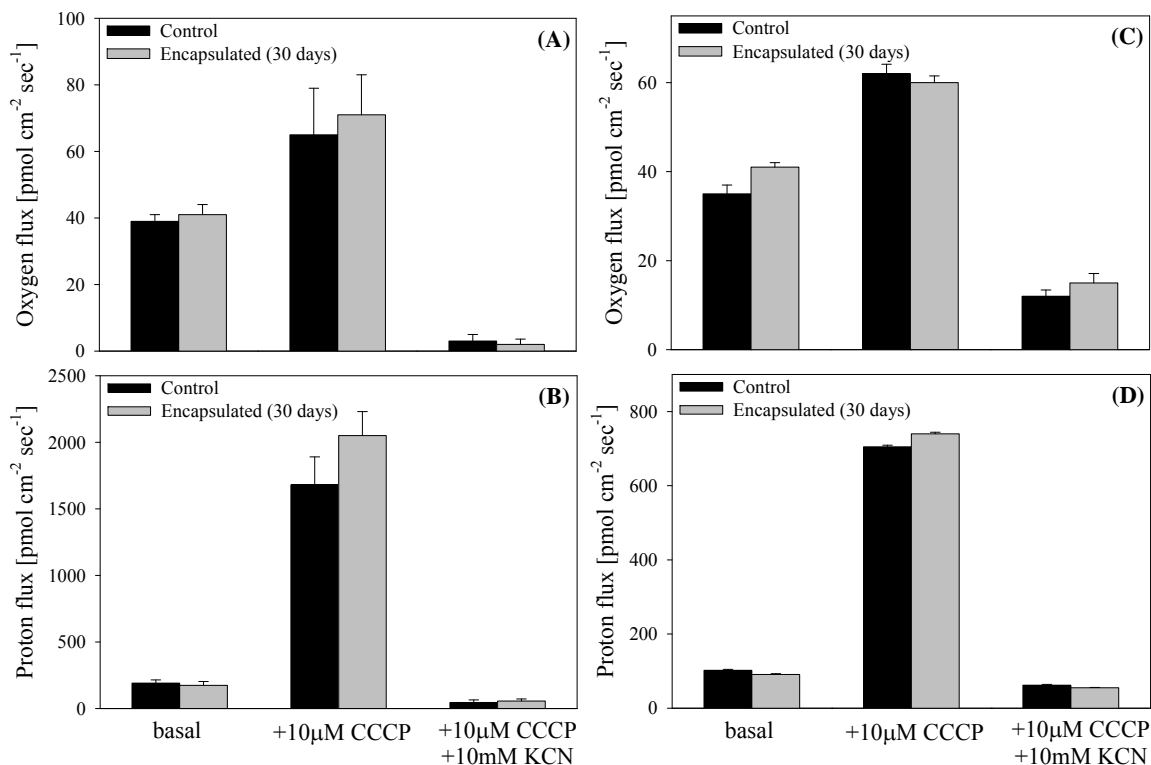 Oxygen flux [pmol cm⁻² sec⁻¹]
100
80
60
40
20
0
Control
Encapsulated (30 days)
(A)
Oxygen flux [pmol cm⁻² sec⁻¹]
60
40
20
0
Control
Encapsulated (30 days)
(C)
Proton flux [pmol cm⁻² sec⁻¹]
2500
2000
1500
1000
500
0
Control
Encapsulated (30 days)
(B)
basal
+10μM CCCP
+10μM CCCP
+10mM KCN
Proton flux [pmol cm⁻² sec⁻¹]
800
600
400
200
0
Control
Encapsulated (30 days)
(D)
basal
+10μM CCCP
+10μM CCCP
+10mM KCN